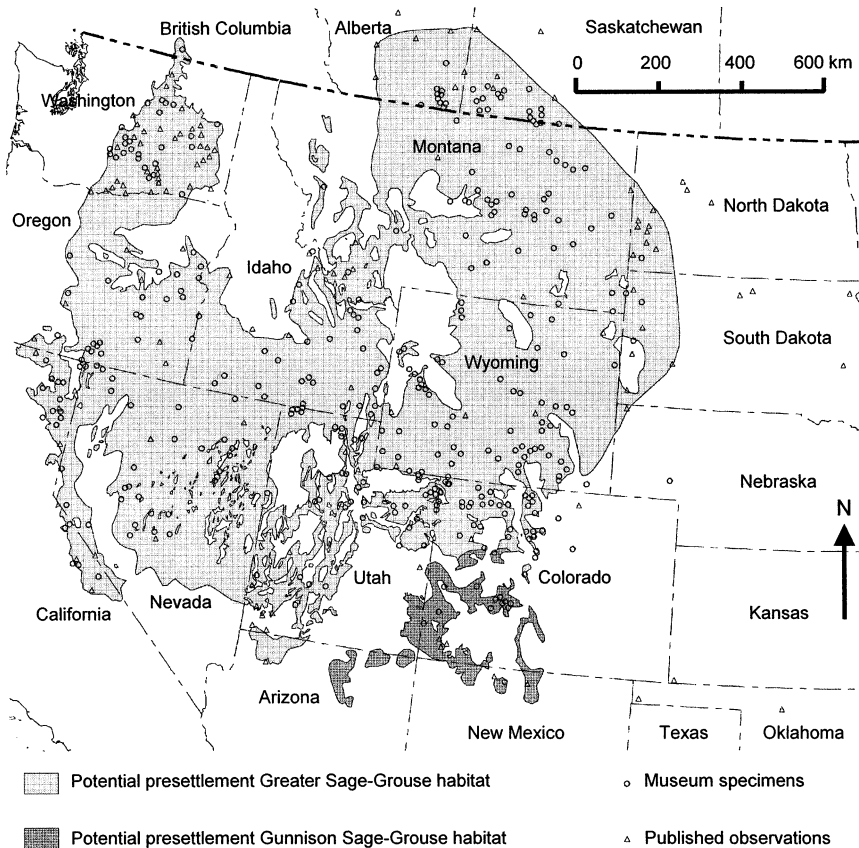 British Columbia
Alberta
Saskatchewan
0 200 400 600 km
Washington
Montana
Oregon
North Dakota
Idaho
South Dakota
Wyoming
Nebraska
N
Utah
Colorado
California
Nevada
Kansas
Arizona
New Mexico
Texas
Oklahoma
Potential presettlement Greater Sage-Grouse habitat
Museum specimens
Potential presettlement Gunnison Sage-Grouse habitat
Published observations